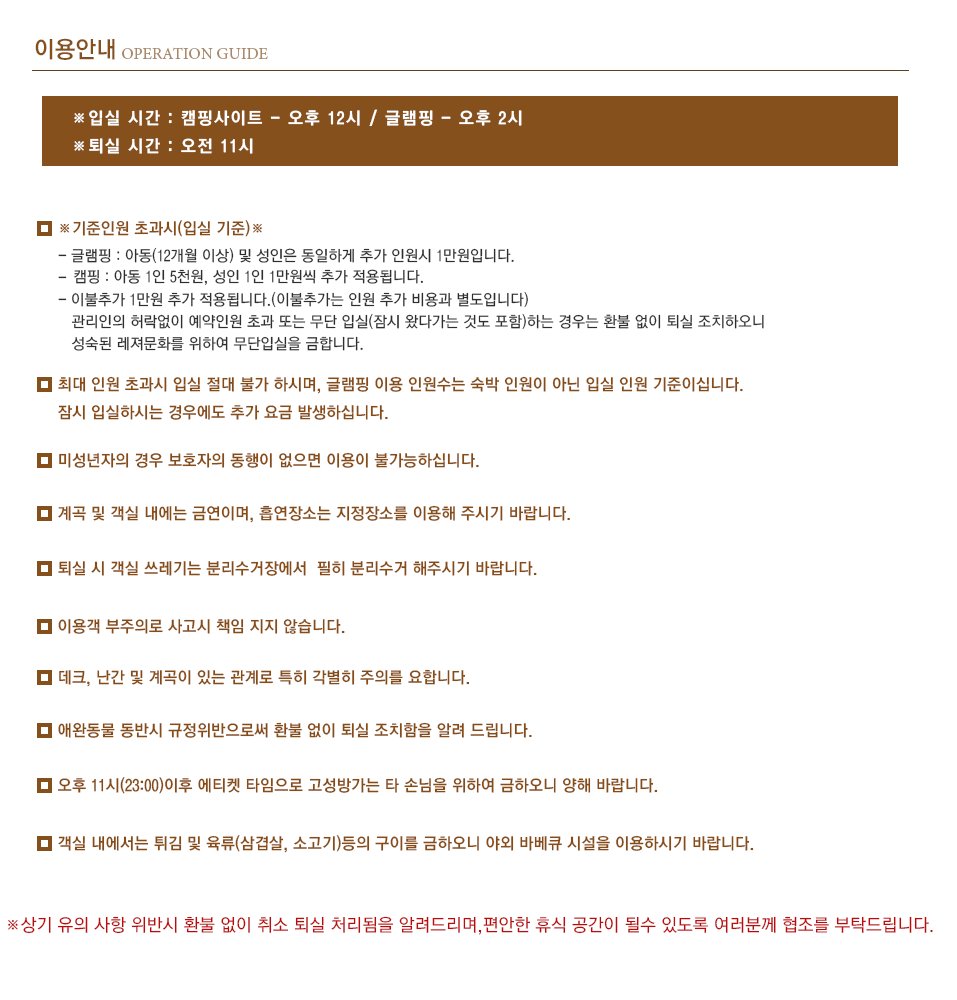 이용안내 OPERATION GUIDE
※입실 시간 : 캠핑사이트 - 오후 12시 / 글램핑 - 오후 2시
※퇴실 시간 : 오전 11시
※기준인원 초과시(입실 기준)※
- 글램핑 : 아동(12개월 이상) 및 성인은 동일하게 추가 인원시 1만원입니다.
- 캠핑 : 아동 1인 5천원, 성인 1인 1만원씩 추가 적용됩니다.
- 이불추가 1만원 추가 적용됩니다.(이불추가는 인원 추가 비용과 별도입니다)
관리인의 허락없이 예약인원 초과 또는 무단 입실(잠시 왔다가는 것도 포함)하는 경우는 환불 없이 퇴실 조치하오니
성숙된 레져문화를 위하여 무단입실을 금합니다.
최대 인원 초과시 입실 절대 불가 하시며, 글램핑 이용 인원수는 숙박 인원이 아닌 입실 인원 기준이십니다.
잠시 입실하시는 경우에도 추가 요금 발생하십니다.
미성년자의 경우 보호자의 동행이 없으면 이용이 불가능하십니다.
계곡 및 객실 내에는 금연이며, 흡연장소는 지정장소를 이용해 주시기 바랍니다.
퇴실 시 객실 쓰레기는 분리수거장에서 필히 분리수거 해주시기 바랍니다.
이용객 부주의로 사고시 책임 지지 않습니다.
데크, 난간 및 계곡이 있는 관계로 특히 각별히 주의를 요합니다.
애완동물 동반시 규정위반으로써 환불 없이 퇴실 조치함을 알려 드립니다.
오후 11시(23:00)이후 에티켓 타임으로 고성방가는 타 손님을 위하여 금하오니 양해 바랍니다.
객실 내에서는 튀김 및 육류(삼겹살, 소고기)등의 구이를 금하오니 야외 바베큐 시설을 이용하시기 바랍니다.
※상기 유의 사항 위반시 환불 없이 취소 퇴실 처리됨을 알려드리며,편안한 휴식 공간이 될수 있도록 여러분께 협조를 부탁드립니다.